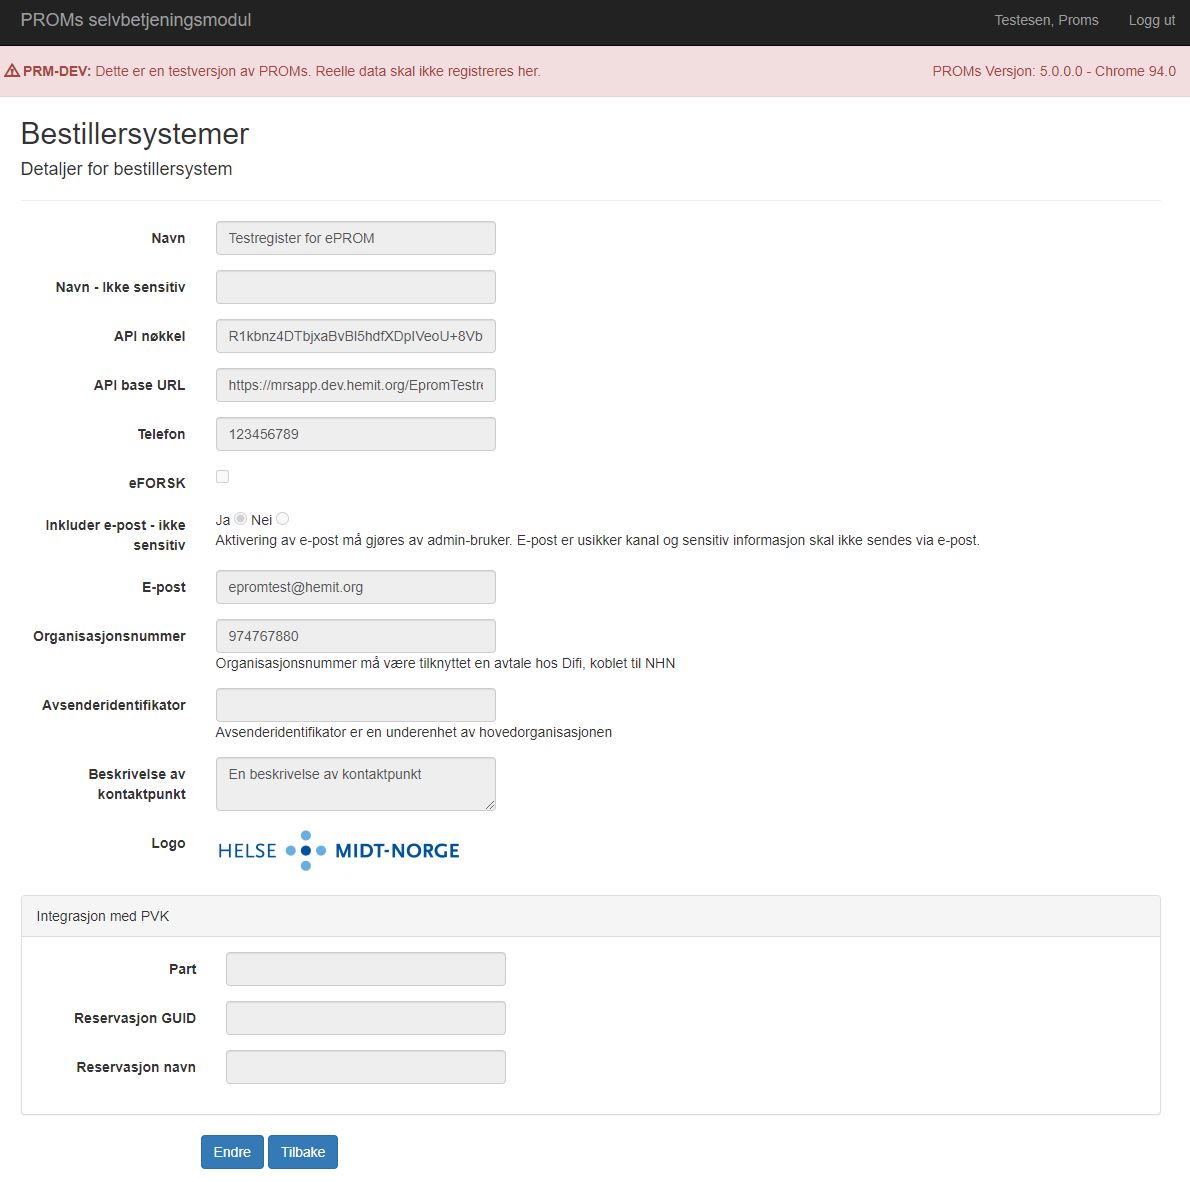 PROMs selvbetjeningsmodul Testesen, Proms Logg ut
PRM-DEV: Dette er en testversjon av PROMs. Reelle data skal ikke registreres her. PROMs Versjon: 5.0.0.0 - Chrome 94.0
Bestillersystemer
Detaljer for bestillersystem
Navn Testregister for ePROM
Navn - Ikke sensitiv
API nøkkel R1kbnz4DTbjxaBvBl5hdfXDpIVeoU+8Vb
API base URL https://mrsapp.dev.hemit.org/EpromTestre
Telefon 123456789
eFORSK
Inkluder e-post - ikke sensitiv Ja Nei
Aktivering av e-post må gjøres av admin-bruker. E-post er usikker kanal og sensitiv informasjon skal ikke sendes via e-post.
E-post epromtest@hemit.org
Organisasjonsnummer 974767880
Organisasjonsnummer må være tilknyttet en avtale hos Difi, koblet til NHN
Avsenderidentifikator
Avsenderidentifikator er en underenhet av hovedorganisasjonen
Beskrivelse av kontaktpunkt En beskrivelse av kontaktpunkt
Logo HELSE MIDT-NORGE
Integrasjon med PVK
Part
Reservasjon GUID
Reservasjon navn
Endre Tilbake